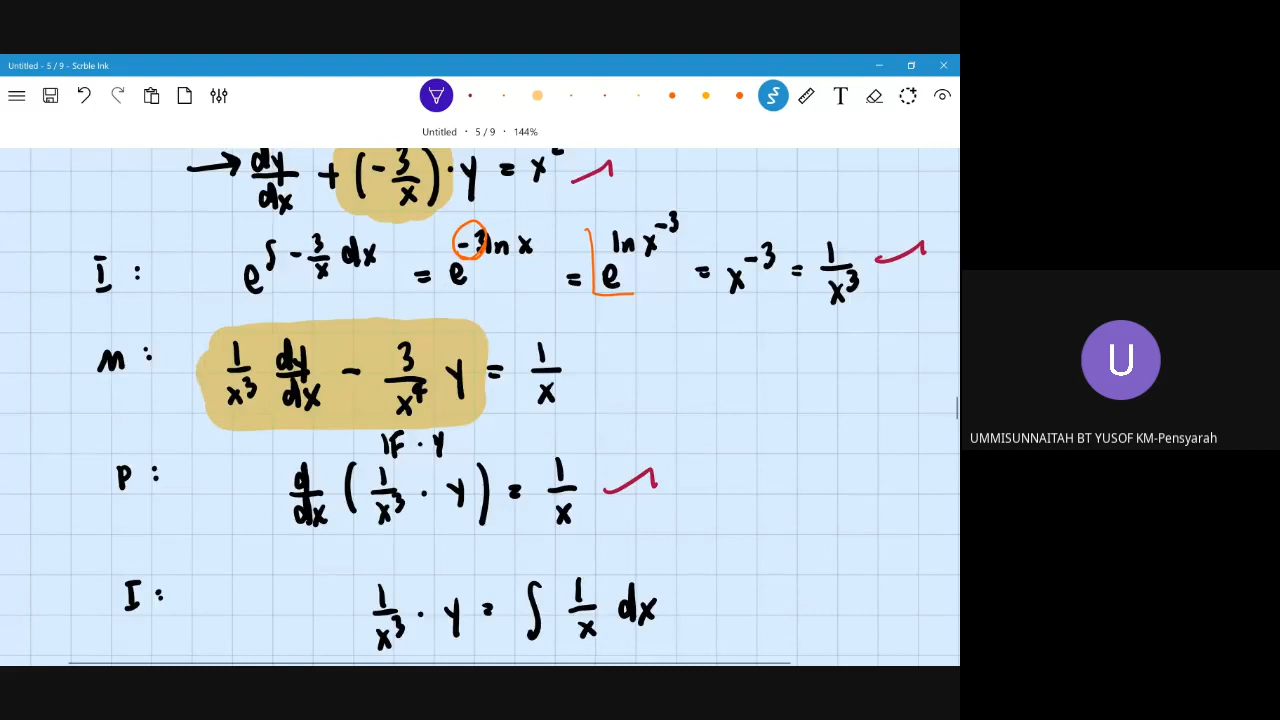 Untitled - 5 / 9 - Scrble Ink
Untitled • 5 / 9 • 144%
→ dy/dx + (-3/x) · y = x²
I : e^∫ -3/x dx = e^-3 ln x = e^ln x^-3 = x^-3 = 1/x³
M : 1/x³ dy/dx - 3/x⁴ y = 1/x
IF · y
P : d/dx (1/x³ · y) = 1/x
I : 1/x³ · y = ∫ 1/x dx
U
UMMISUNNAITAH BT YUSOF KM-Pensyarah